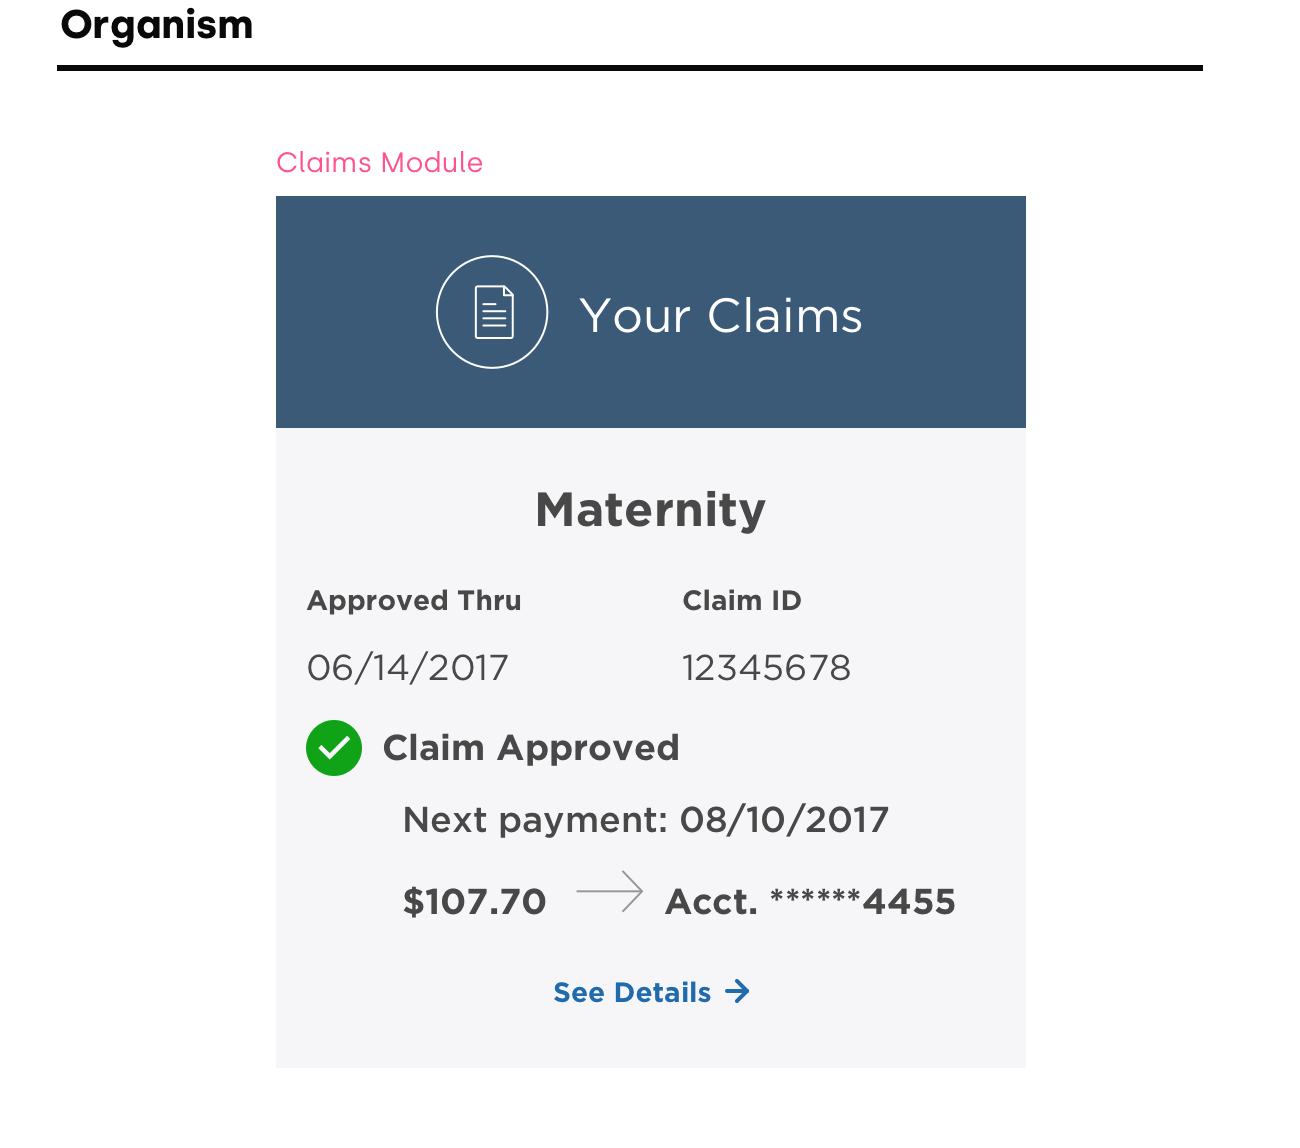 Organism
Claims Module
Your Claims
Maternity
Approved Thru Claim ID
06/14/2017 12345678
Claim Approved
Next payment: 08/10/2017
$107.70 Acct. ******4455
See Details